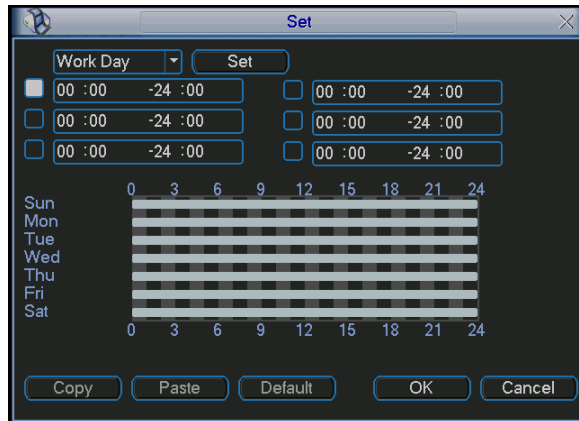 Set
Work Day Set
00 :00 -24 :00 00 :00 -24 :00
00 :00 -24 :00 00 :00 -24 :00
00 :00 -24 :00 00 :00 -24 :00
0 3 6 9 12 15 18 21 24
Sun
Mon
Tue
Wed
Thu
Fri
Sat
0 3 6 9 12 15 18 21 24
Copy Paste Default OK Cancel